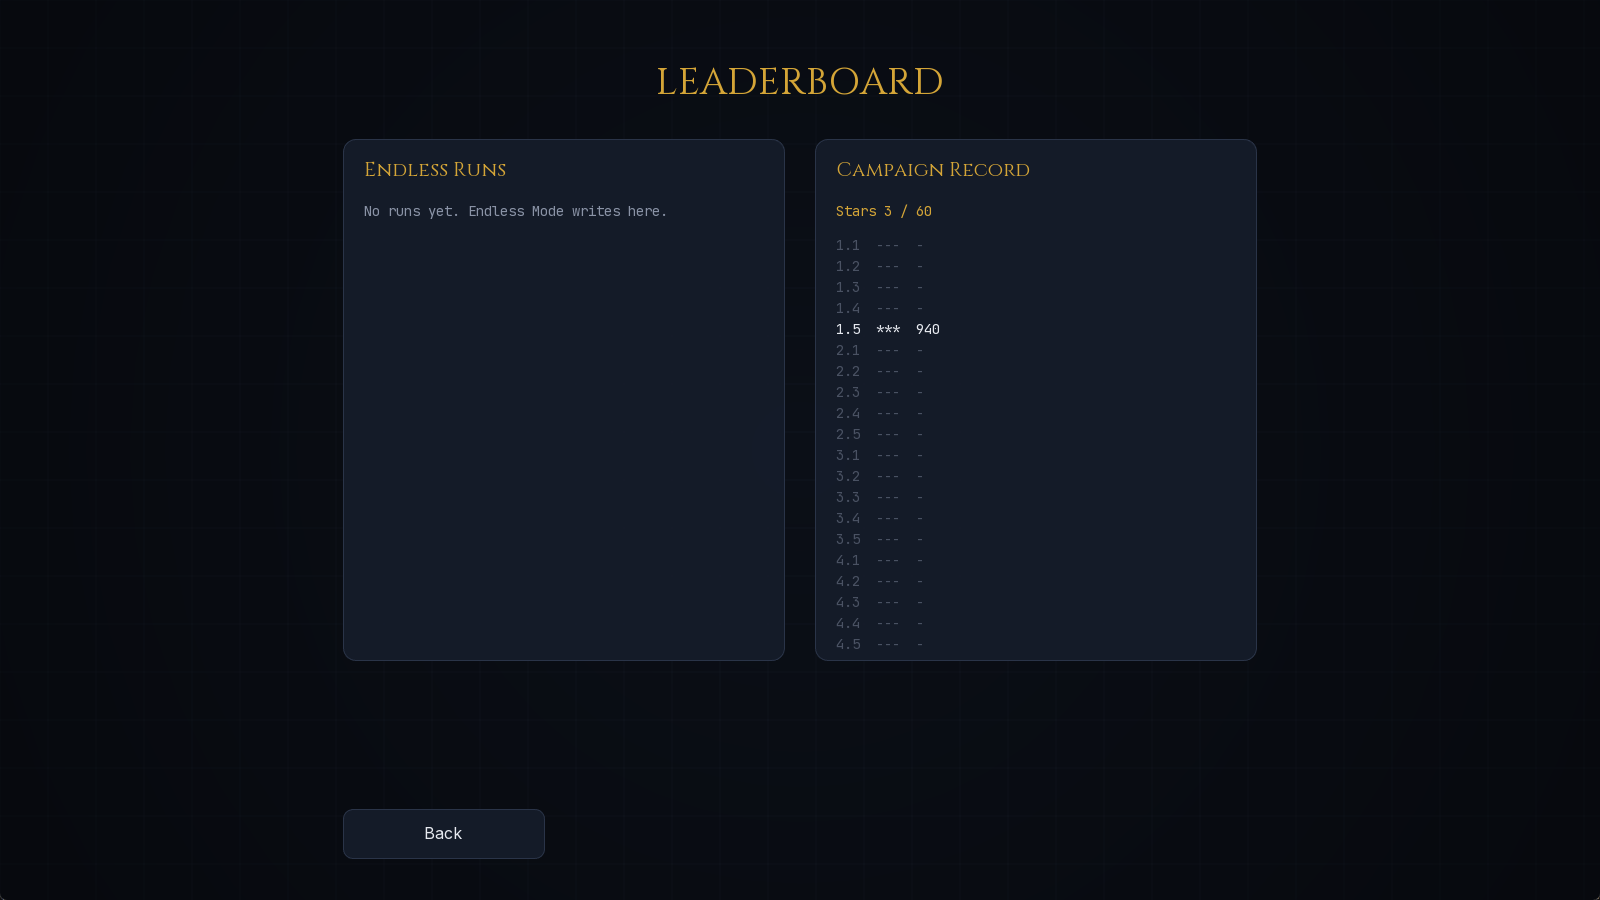 LEADERBOARD
Endless Runs
No runs yet. Endless Mode writes here.
Campaign Record
Stars 3 / 60
1.1 --- -
1.2 --- -
1.3 --- -
1.4 --- -
1.5 *** 940
2.1 --- -
2.2 --- -
2.3 --- -
2.4 --- -
2.5 --- -
3.1 --- -
3.2 --- -
3.3 --- -
3.4 --- -
3.5 --- -
4.1 --- -
4.2 --- -
4.3 --- -
4.4 --- -
4.5 --- -
Back